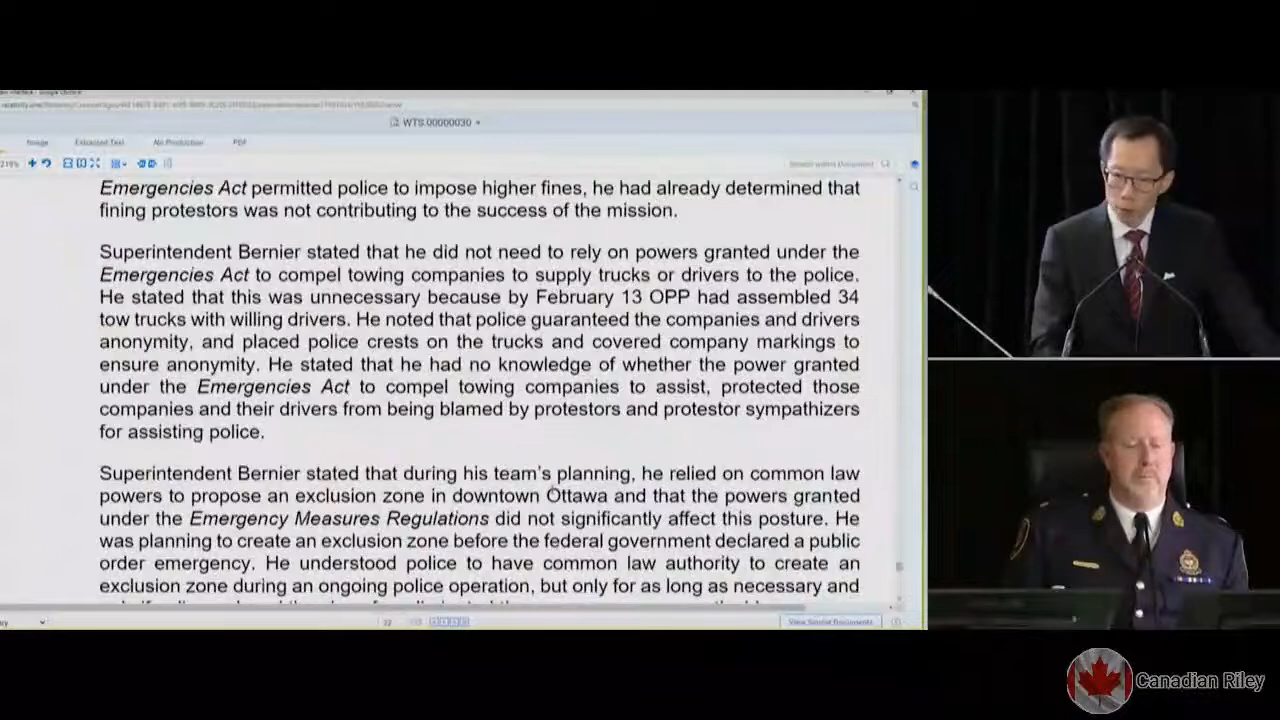 WTS.00000030
Image Extracted Text No Production PDF
Emergencies Act permitted police to impose higher fines, he had already determined that
fining protestors was not contributing to the success of the mission.
Superintendent Bernier stated that he did not need to rely on powers granted under the
Emergencies Act to compel towing companies to supply trucks or drivers to the police.
He stated that this was unnecessary because by February 13 OPP had assembled 34
tow trucks with willing drivers. He noted that police guaranteed the companies and drivers
anonymity, and placed police crests on the trucks and covered company markings to
ensure anonymity. He stated that he had no knowledge of whether the power granted
under the Emergencies Act to compel towing companies to assist, protected those
companies and their drivers from being blamed by protestors and protestor sympathizers
for assisting police.
Superintendent Bernier stated that during his team's planning, he relied on common law
powers to propose an exclusion zone in downtown Ottawa and that the powers granted
under the Emergency Measures Regulations did not significantly affect this posture. He
was planning to create an exclusion zone before the federal government declared a public
order emergency. He understood police to have common law authority to create an
exclusion zone during an ongoing police operation, but only for as long as necessary and
22
View Similar Documents
Canadian Riley